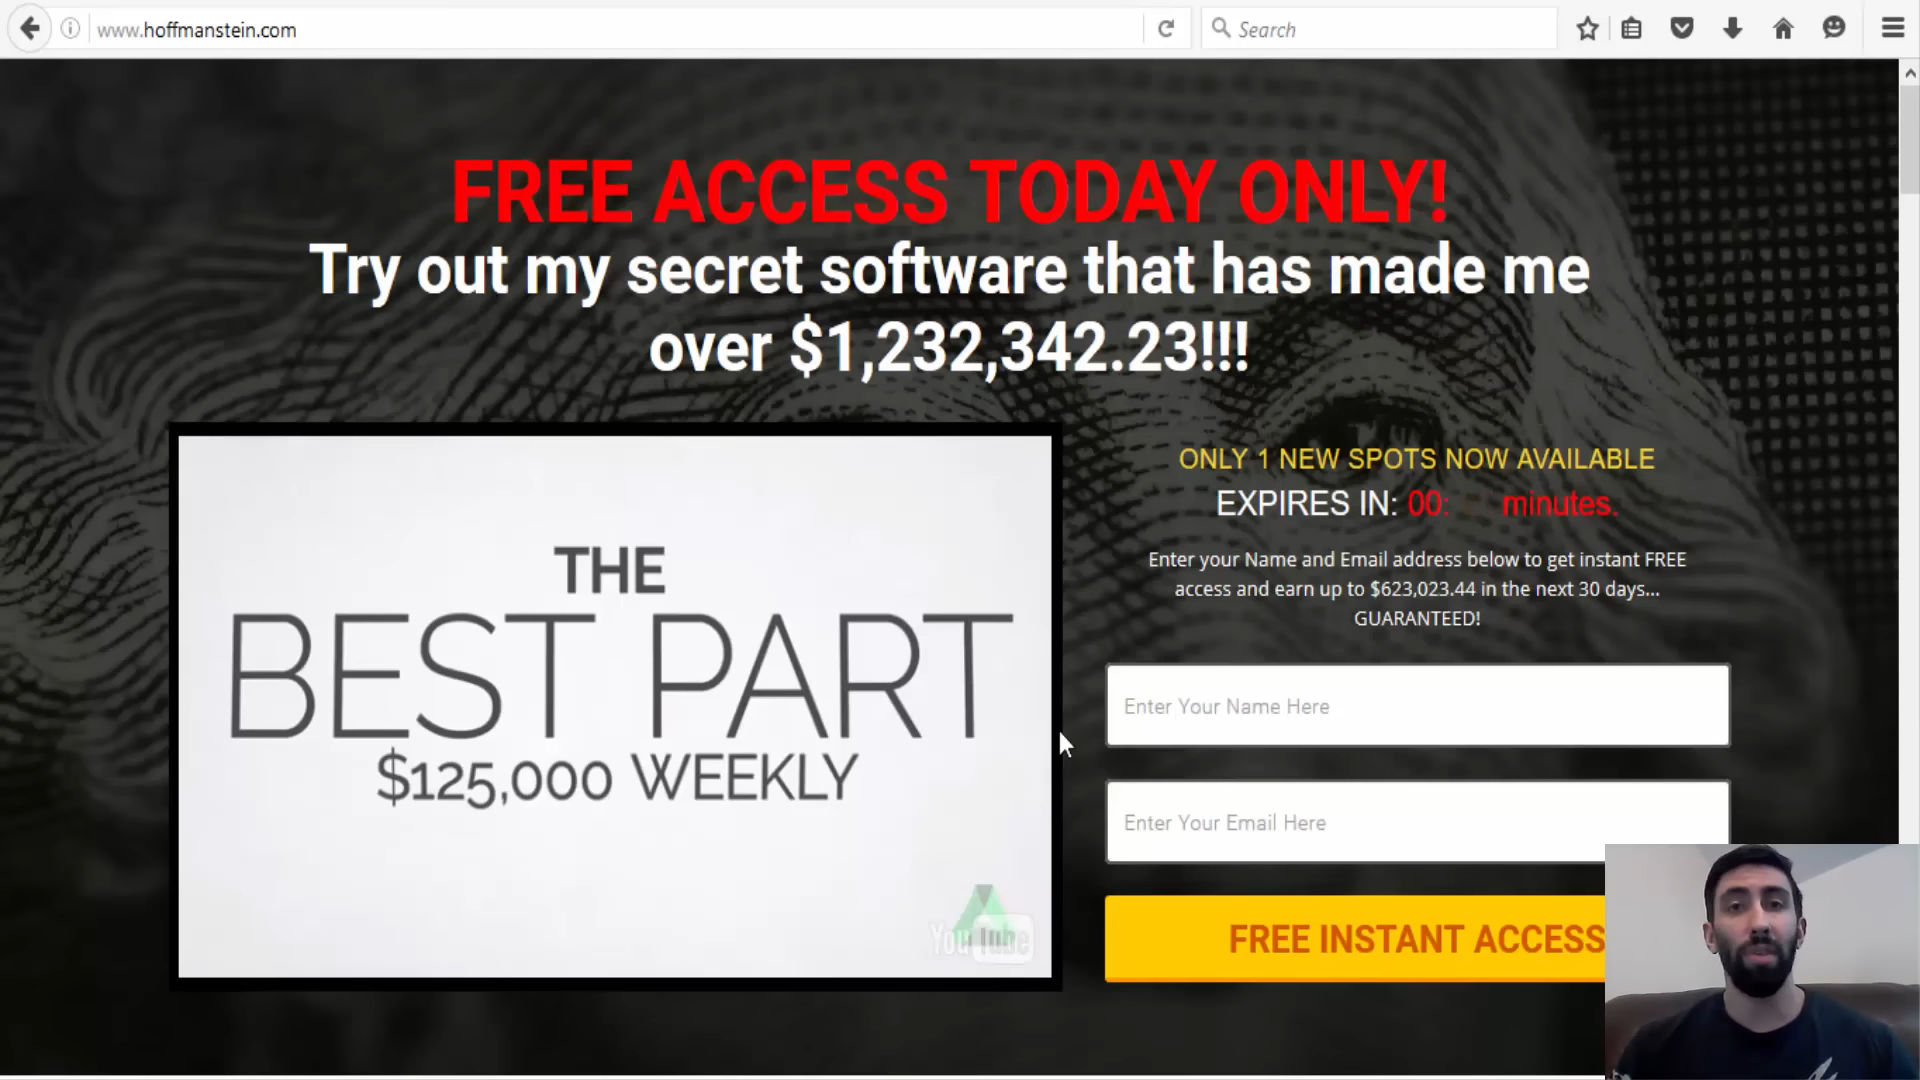 www.hoffmanstein.com
Search
FREE ACCESS TODAY ONLY!
Try out my secret software that has made me
over $1,232,342.23!!!
THE
BEST PART
$125,000 WEEKLY
YouTube
ONLY 1 NEW SPOTS NOW AVAILABLE
EXPIRES IN: 00: minutes.
Enter your Name and Email address below to get instant FREE
access and earn up to $623,023.44 in the next 30 days...
GUARANTEED!
Enter Your Name Here
Enter Your Email Here
FREE INSTANT ACCESS